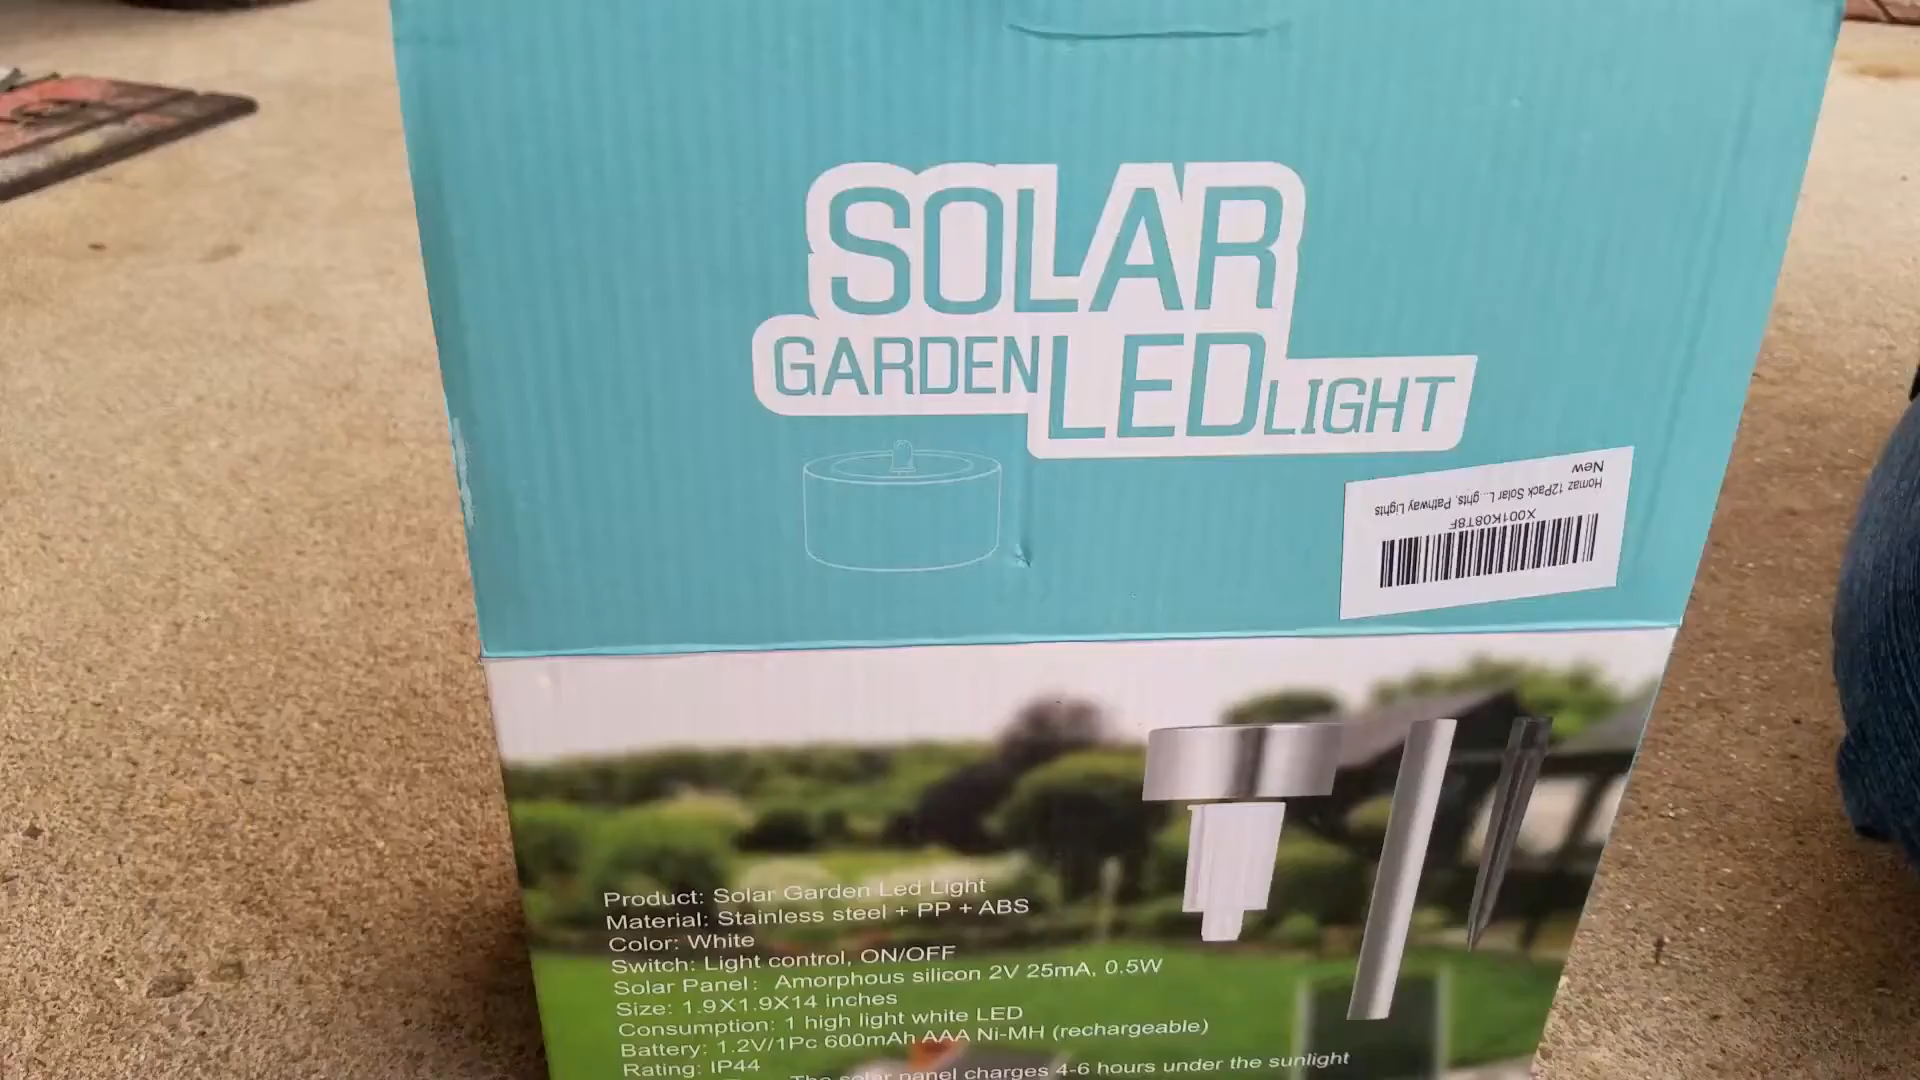 SOLAR
GARDEN LED LIGHT
X001K08T8F
Homaz 12Pack Solar L...ghts, Pathway Lights
New
Product: Solar Garden Led Light
Material: Stainless steel + PP + ABS
Color: White
Switch: Light control, ON/OFF
Solar Panel: Amorphous silicon 2V 25mA, 0.5W
Size: 1.9X1.9X14 inches
Consumption: 1 high light white LED
Battery: 1.2V/1Pc 600mAh AAA Ni-MH (rechargeable)
Rating: IP44
The solar panel charges 4-6 hours under the sunlight